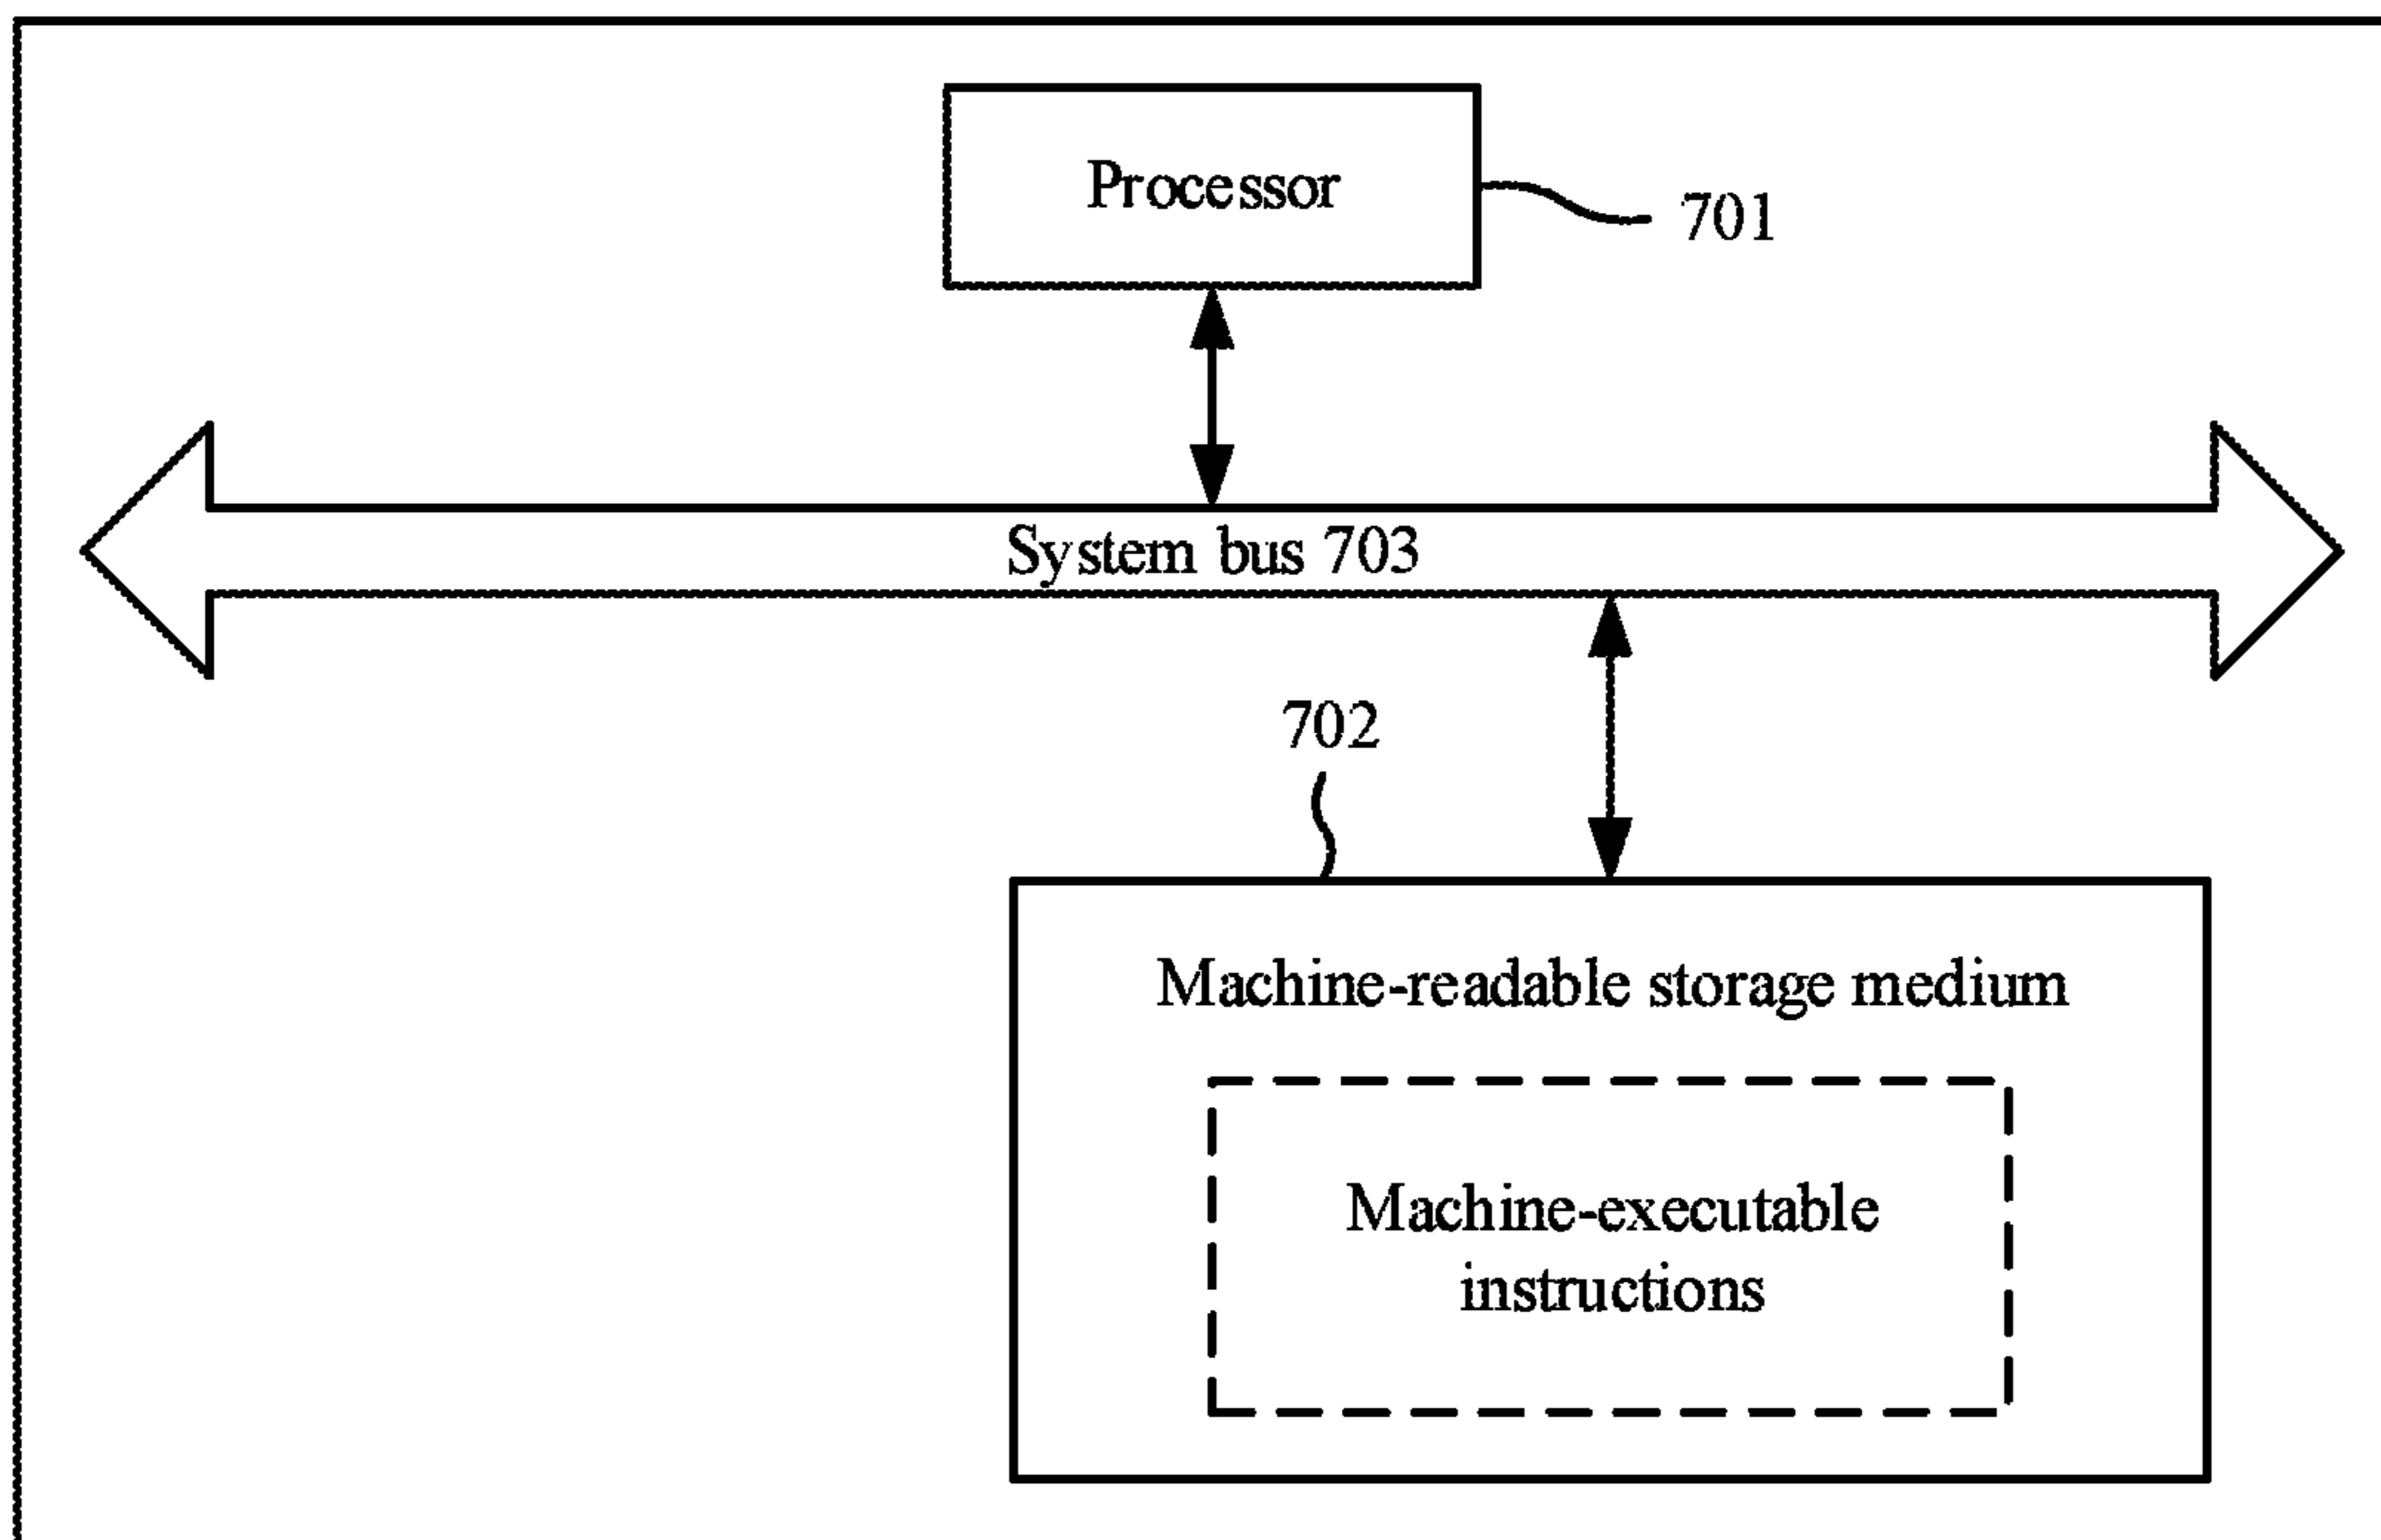 Processor
701
System bus 703
702
Machine-readable storage medium
Machine-executable
instructions